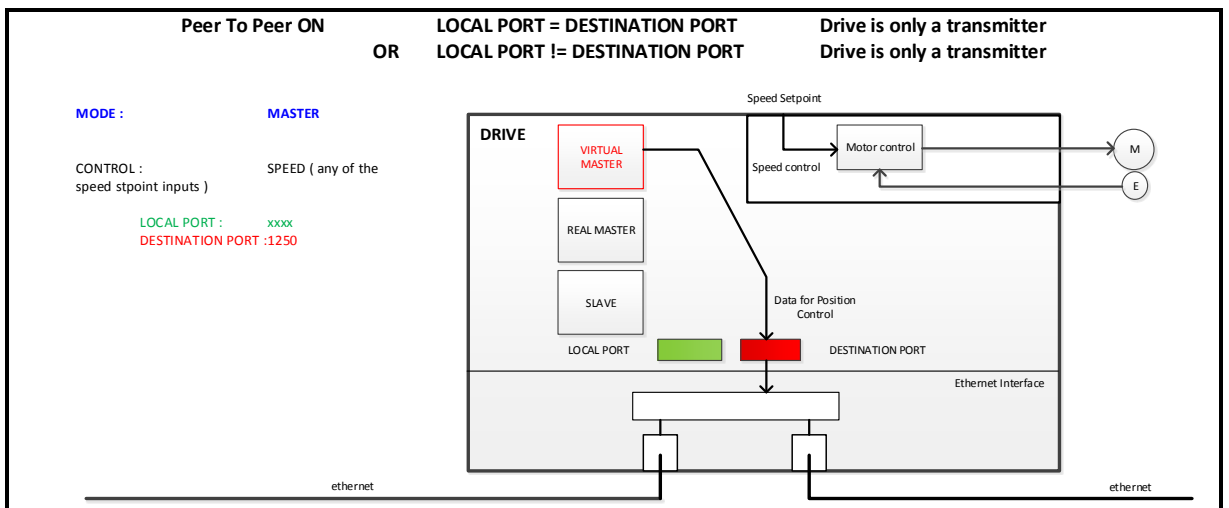 Peer To Peer ON LOCAL PORT = DESTINATION PORT Drive is only a transmitter
OR LOCAL PORT != DESTINATION PORT Drive is only a transmitter
MODE : MASTER
CONTROL : SPEED ( any of the
speed stpoint inputs )
LOCAL PORT : xxxx
DESTINATION PORT :1250
Speed Setpoint
DRIVE
VIRTUAL
MASTER
Motor control
Speed control
M
E
REAL MASTER
SLAVE
Data for Position
Control
LOCAL PORT
DESTINATION PORT
Ethernet Interface
ethernet
ethernet